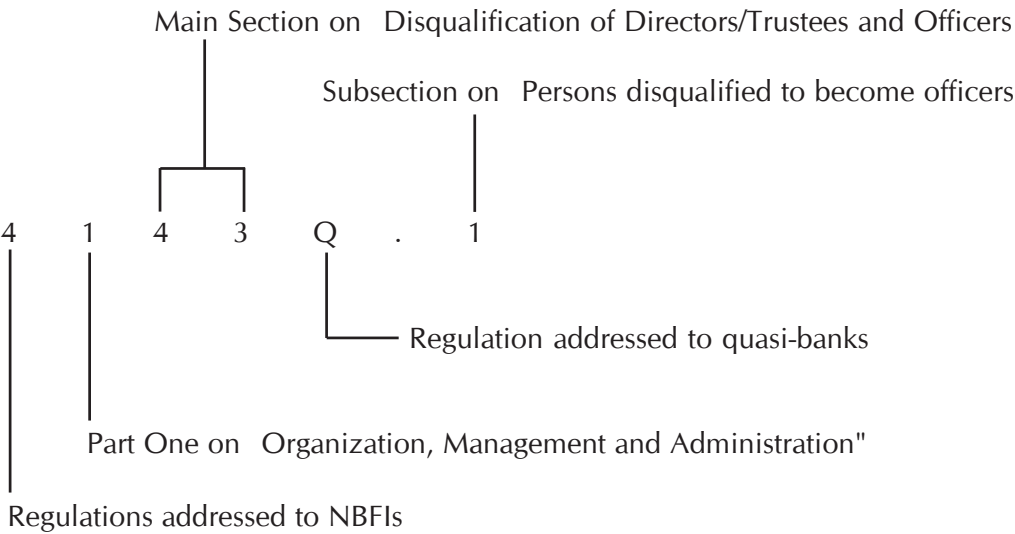 Main Section on Disqualification of Directors/Trustees and Officers
Subsection on Persons disqualified to become officers
4 1 4 3 Q . 1
Regulation addressed to quasi-banks
Part One on Organization, Management and Administration"
Regulations addressed to NBFIs